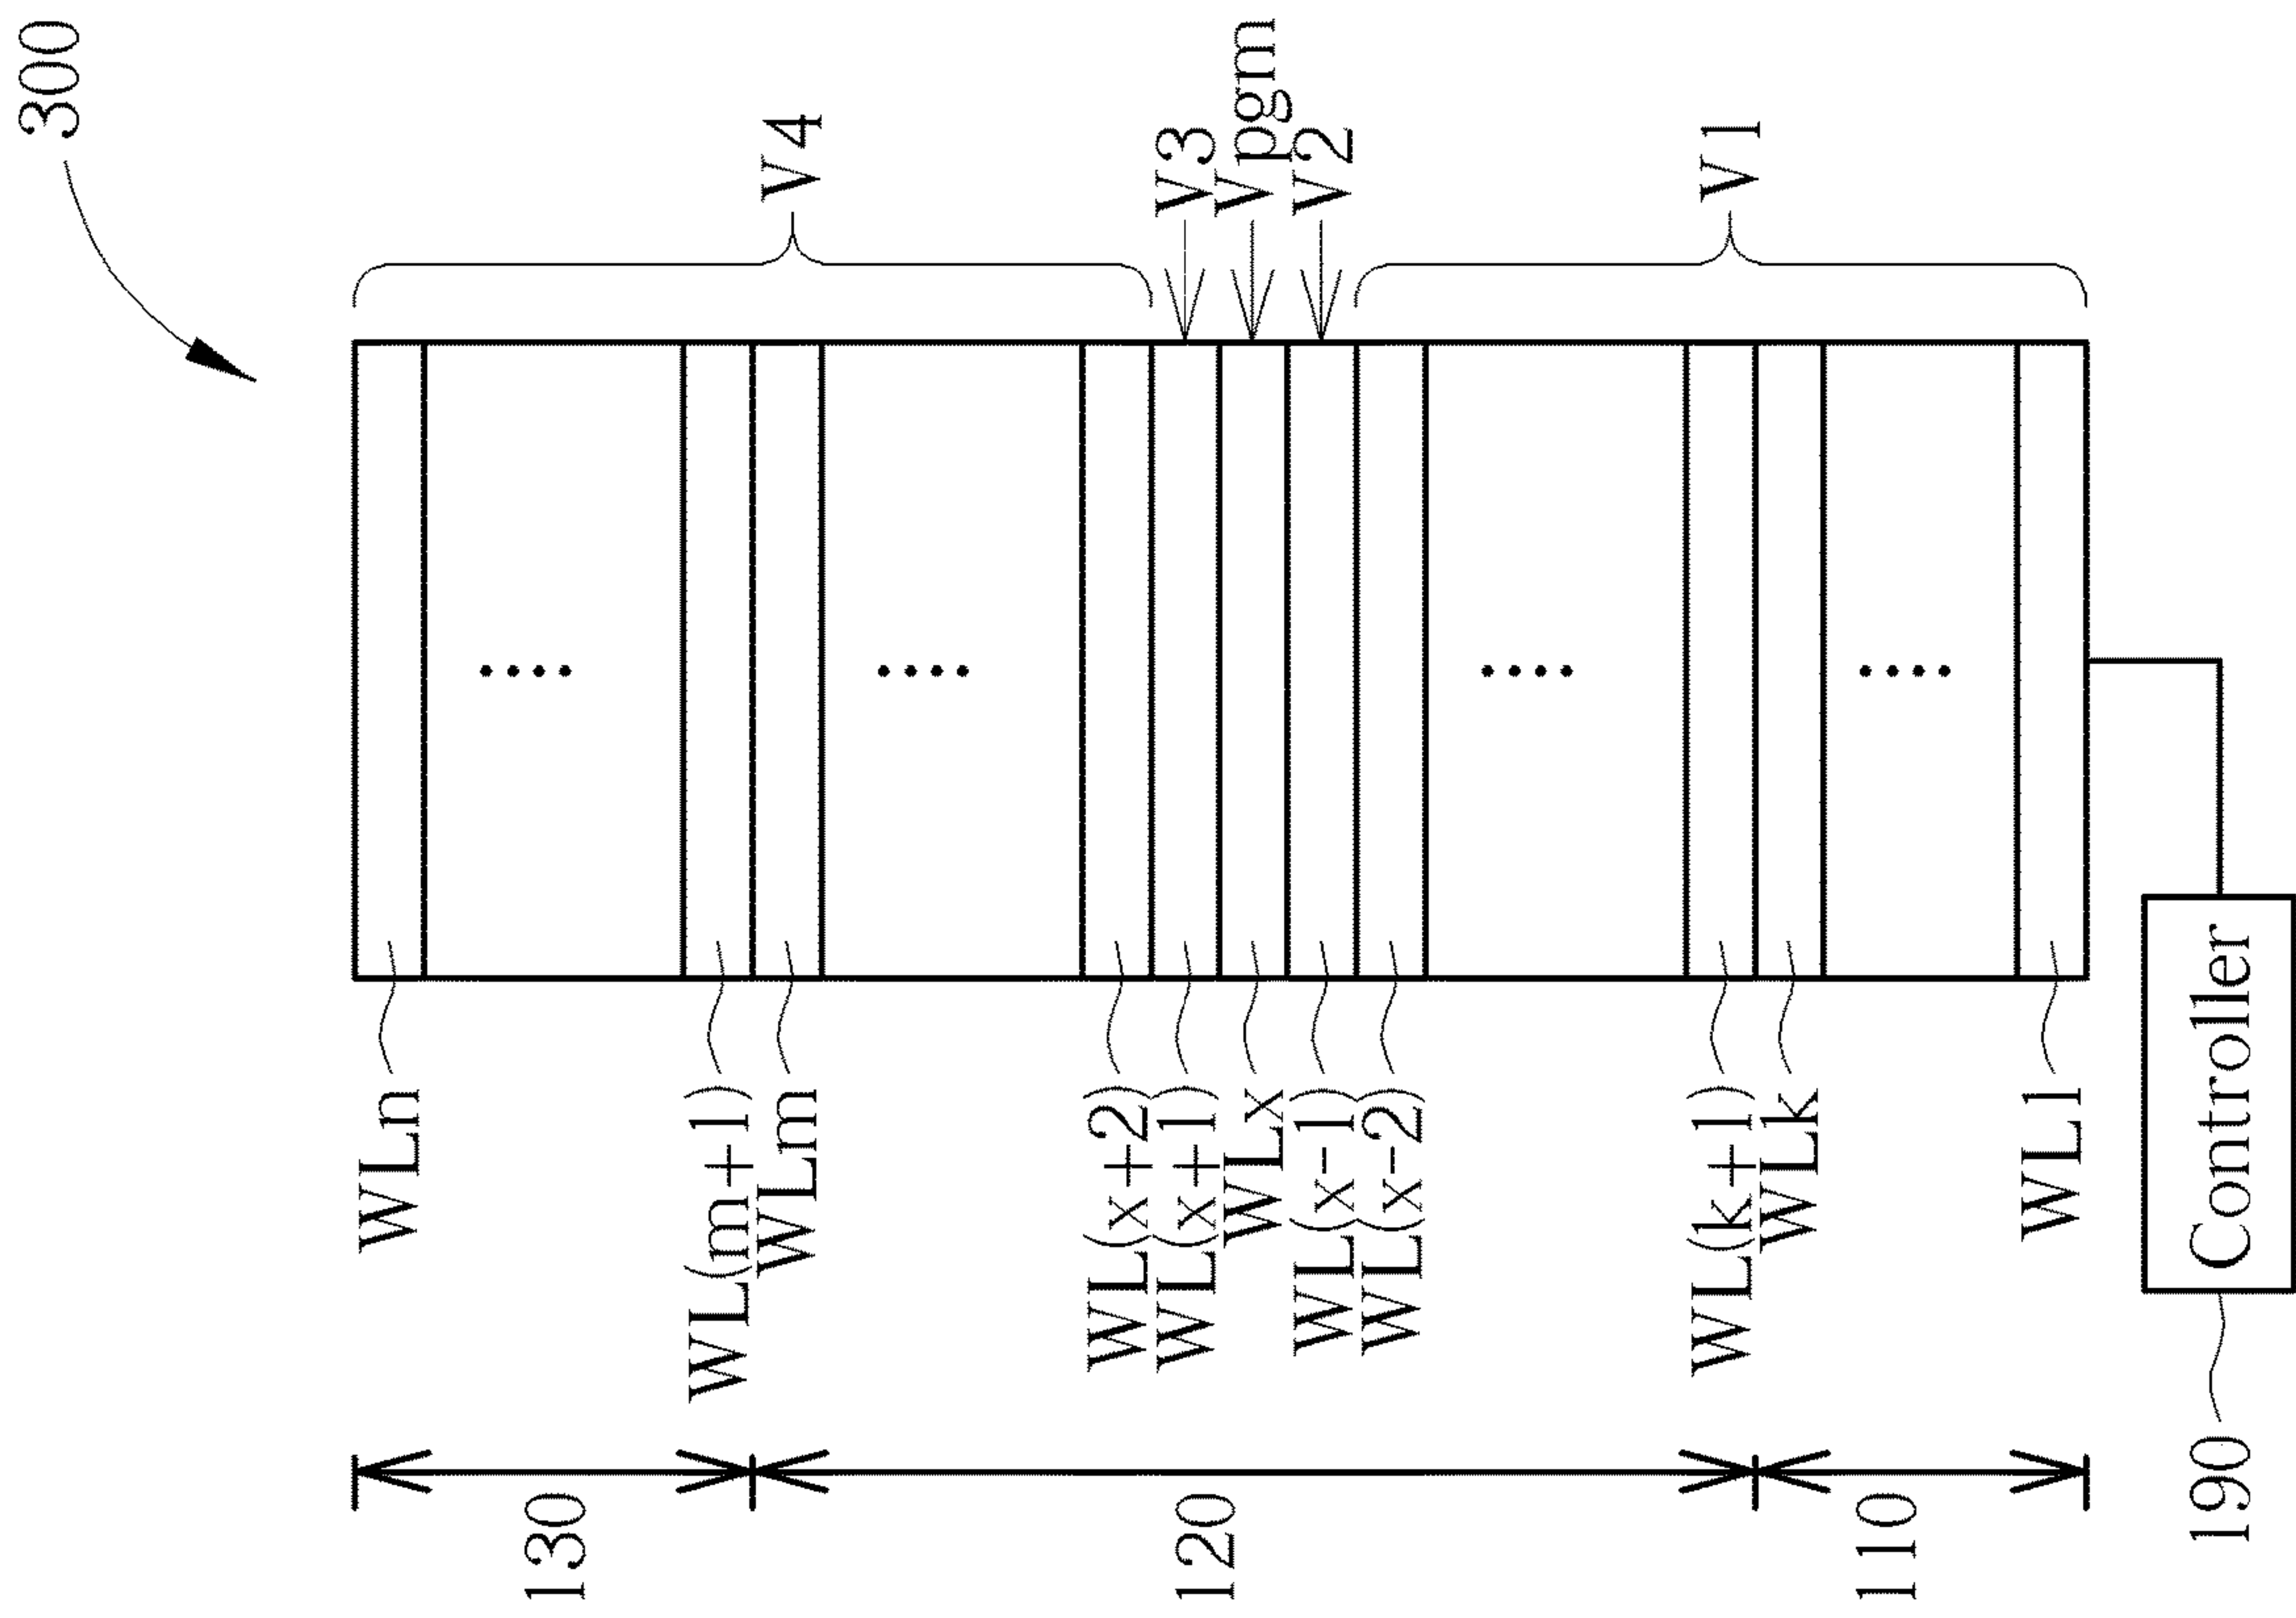 300
V4
V3
Vpgm
V2
V1
WLn
WL(m+1)
WLm
WL(x+2)
WL(x+1)
WLx
WL(x-1)
WL(x-2)
WL(k+1)
WLk
WL1
130
120
110
Controller
190